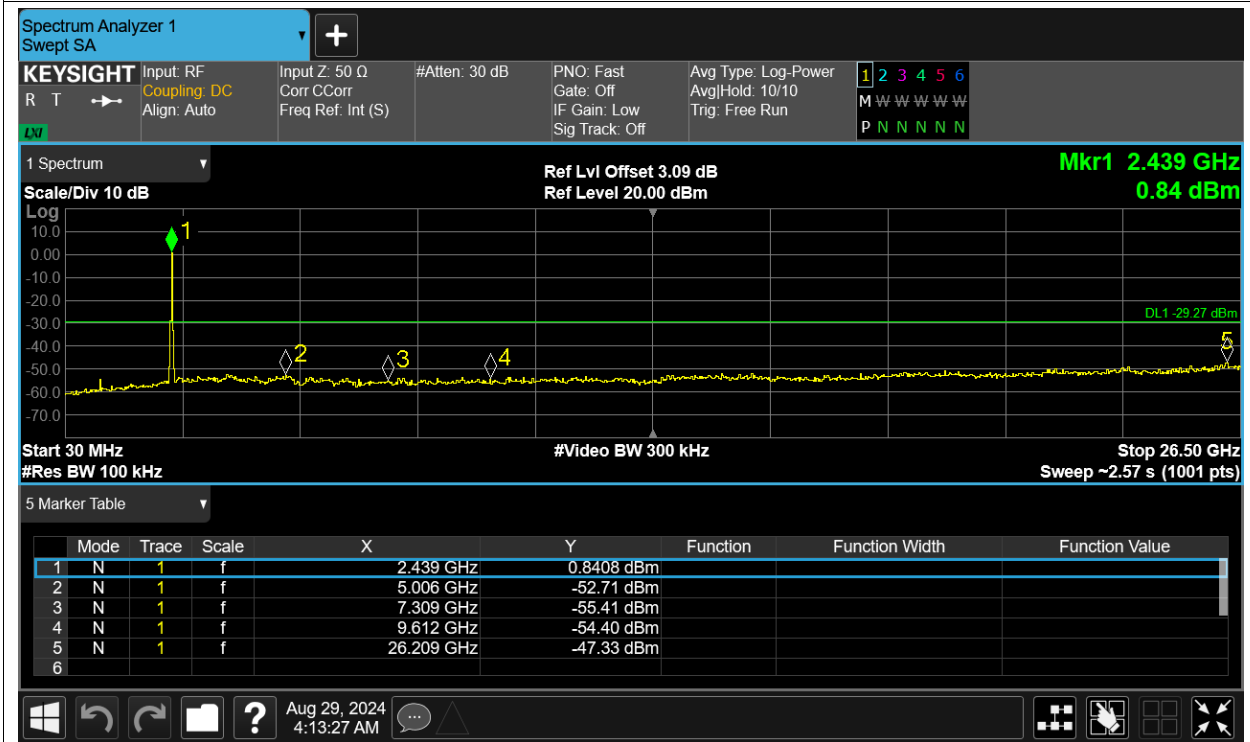 Spectrum Analyzer 1
Swept SA
+
KEYSIGHT Input: RF Input Z: 50 Ω #Atten: 30 dB PNO: Fast Avg Type: Log-Power 1 2 3 4 5 6
R T Coupling: DC Corr CCorr Gate: Off Avg|Hold: 10/10 M W W W W W
Align: Auto Freq Ref: Int (S) IF Gain: Low Trig: Free Run
LXI Sig Track: Off P N N N N N
1 Spectrum Ref Lvl Offset 3.09 dB Mkr1 2.439 GHz
Scale/Div 10 dB Ref Level 20.00 dBm 0.84 dBm
Log
10.0 1
0.00
-10.0
-20.0
DL1 -29.27 dBm
-30.0
-40.0 2 3 4 5
-50.0
-60.0
-70.0
Start 30 MHz #Video BW 300 kHz Stop 26.50 GHz
#Res BW 100 kHz Sweep ~2.57 s (1001 pts)
5 Marker Table
Mode Trace Scale X Y Function Function Width Function Value
1 N 1 f 2.439 GHz 0.8408 dBm
2 N 1 f 5.006 GHz -52.71 dBm
3 N 1 f 7.309 GHz -55.41 dBm
4 N 1 f 9.612 GHz -54.40 dBm
5 N 1 f 26.209 GHz -47.33 dBm
6
? Aug 29, 2024
4:13:27 AM